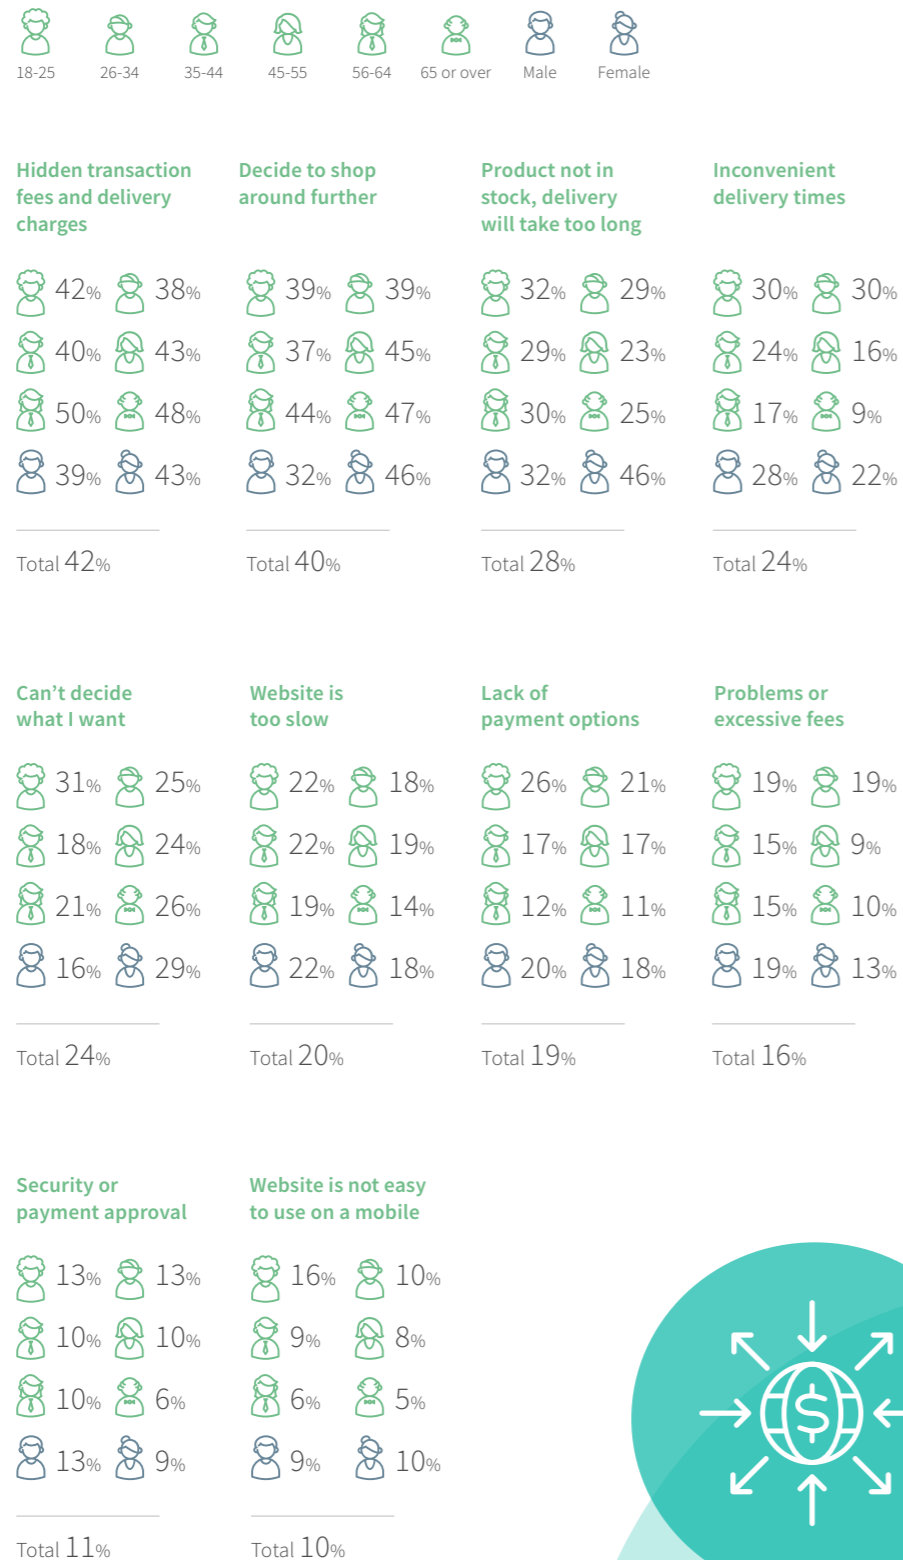 18-25 26-34 35-44 45-55 56-64 65 or over Male Female
Hidden transaction
fees and delivery
charges
42% 38%
40% 43%
50% 48%
39% 43%
Total 42%
Decide to shop
around further
39% 39%
37% 45%
44% 47%
32% 46%
Total 40%
Product not in
stock, delivery
will take too long
32% 29%
29% 23%
30% 25%
32% 46%
Total 28%
Inconvenient
delivery times
30% 30%
24% 16%
17% 9%
28% 22%
Total 24%
Can’t decide
what I want
31% 25%
18% 24%
21% 26%
16% 29%
Total 24%
Website is
too slow
22% 18%
22% 19%
19% 14%
22% 18%
Total 20%
Lack of
payment options
26% 21%
17% 17%
12% 11%
20% 18%
Total 19%
Problems or
excessive fees
19% 19%
15% 9%
15% 10%
19% 13%
Total 16%
Security or
payment approval
13% 13%
10% 10%
10% 6%
13% 9%
Total 11%
Website is not easy
to use on a mobile
16% 10%
9% 8%
6% 5%
9% 10%
Total 10%
$